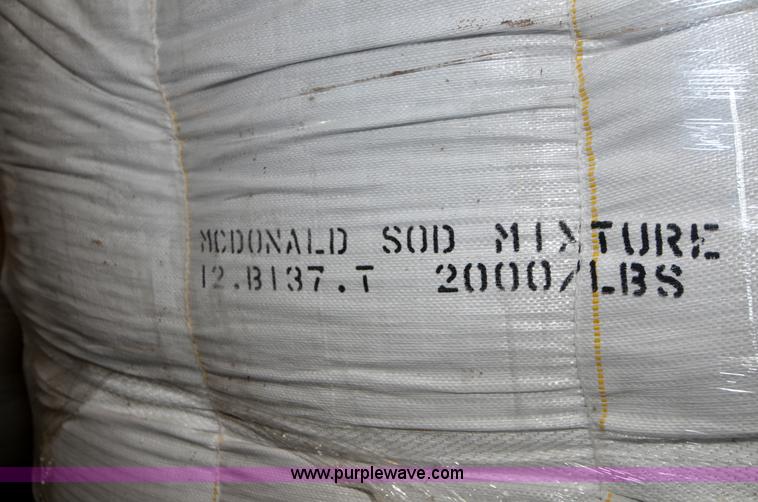 MCDONALD SOD MIXTURE
12.B137.T 2000/LBS
www.purplewave.com